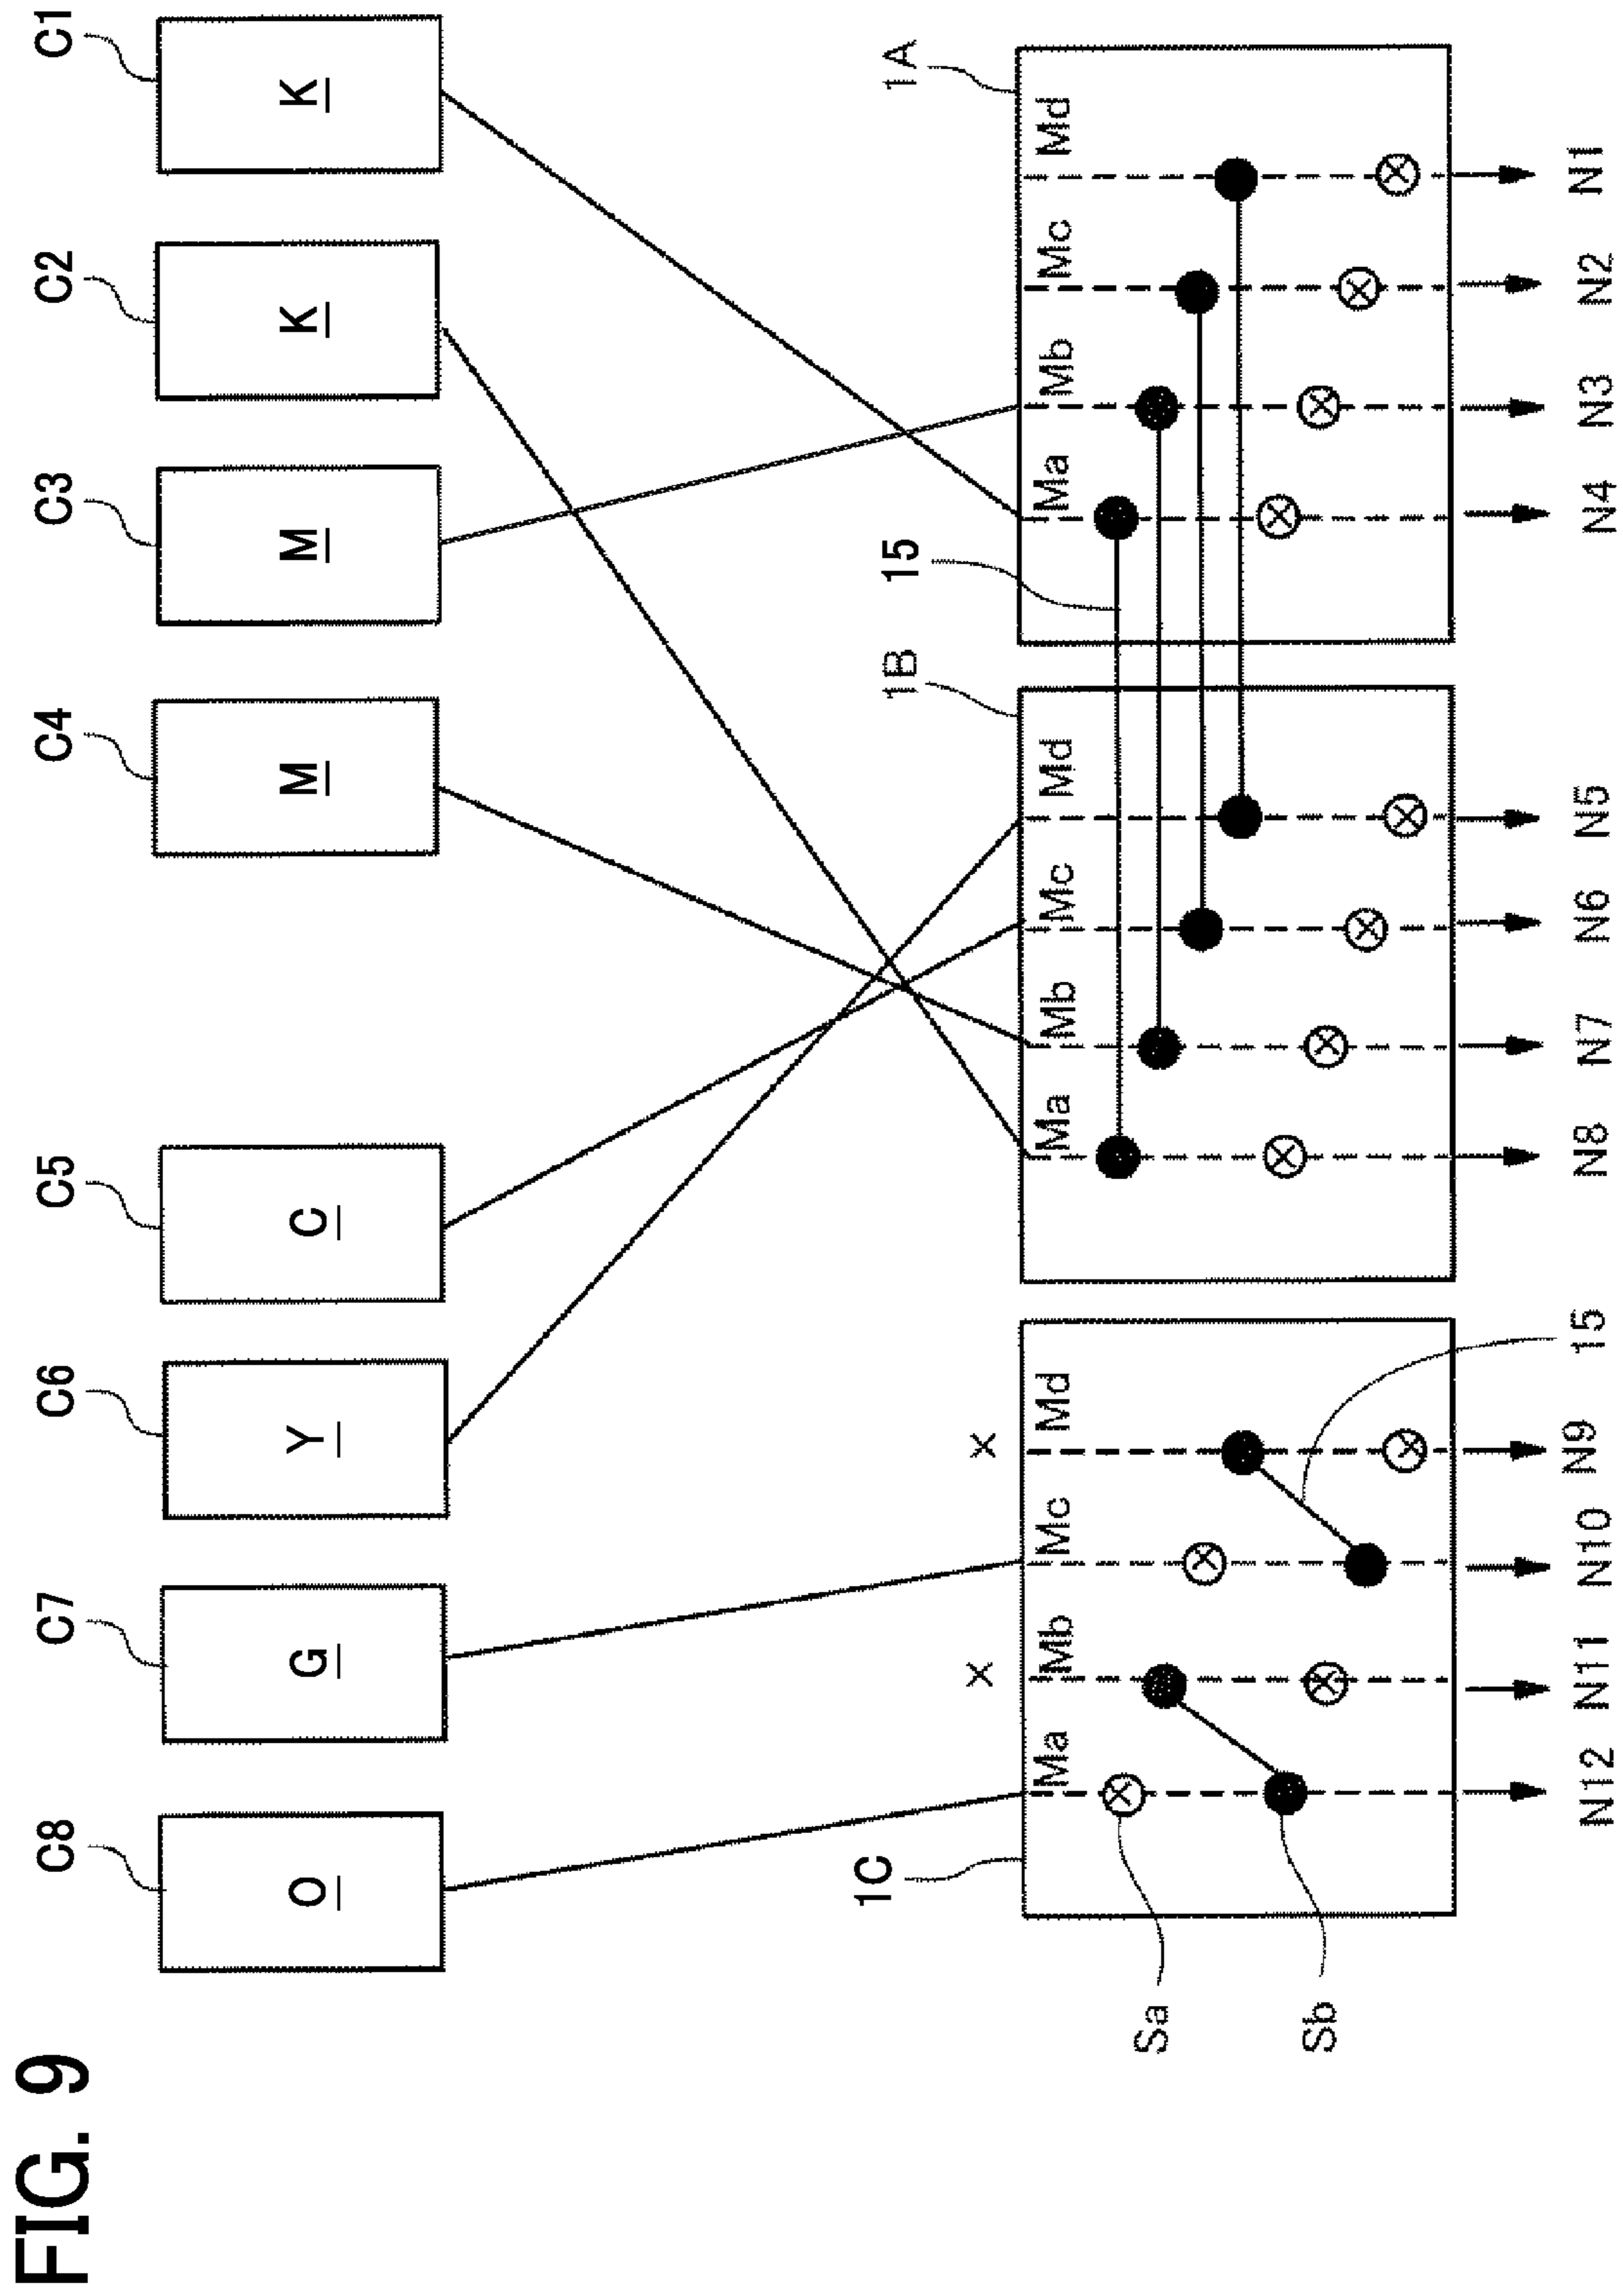 FIG. 9
C8 C7 C6 C5 C4 C3 C2 C1
O G Y C M M K K
1C 1B 15 1A
× ×
Ma Mb Mc Md Ma Mb Mc Md Ma Mb Mc Md
Sa
Sb
15
N12 N11 N10 N9 N8 N7 N6 N5 N4 N3 N2 N1